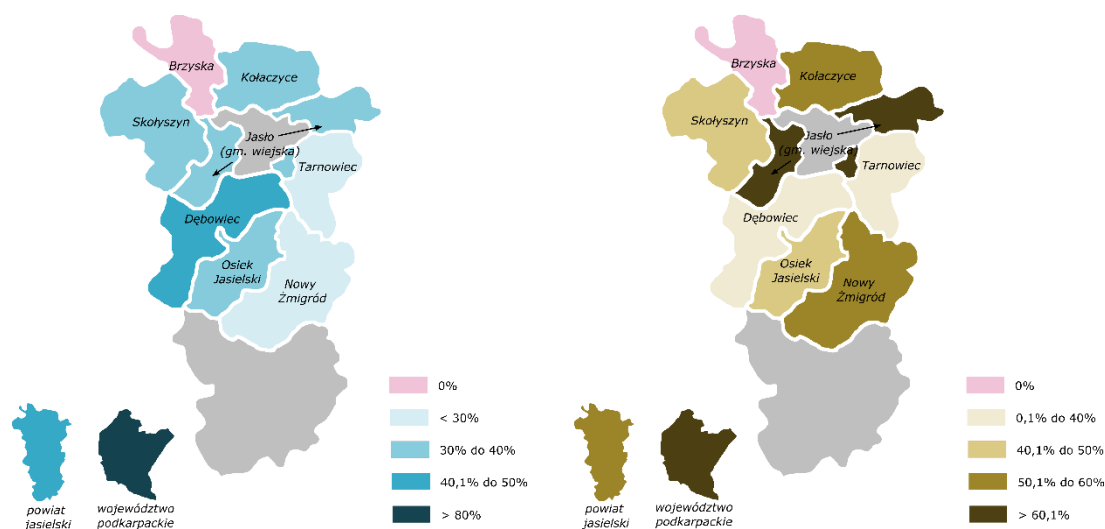 Brzyska
Kołaczyce
Skołyszyn
Jasło
(gm. wiejska)
Tarnowiec
Dębowiec
Osiek
Jasielski
Nowy
Żmigród
0%
< 30%
30% do 40%
40,1% do 50%
> 80%
powiat
jasielski
województwo
podkarpackie
Brzyska
Kołaczyce
Skołyszyn
Jasło
(gm. wiejska)
Tarnowiec
Dębowiec
Osiek
Jasielski
Nowy
Żmigród
0%
0,1% do 40%
40,1% do 50%
50,1% do 60%
> 60,1%
powiat
jasielski
województwo
podkarpackie